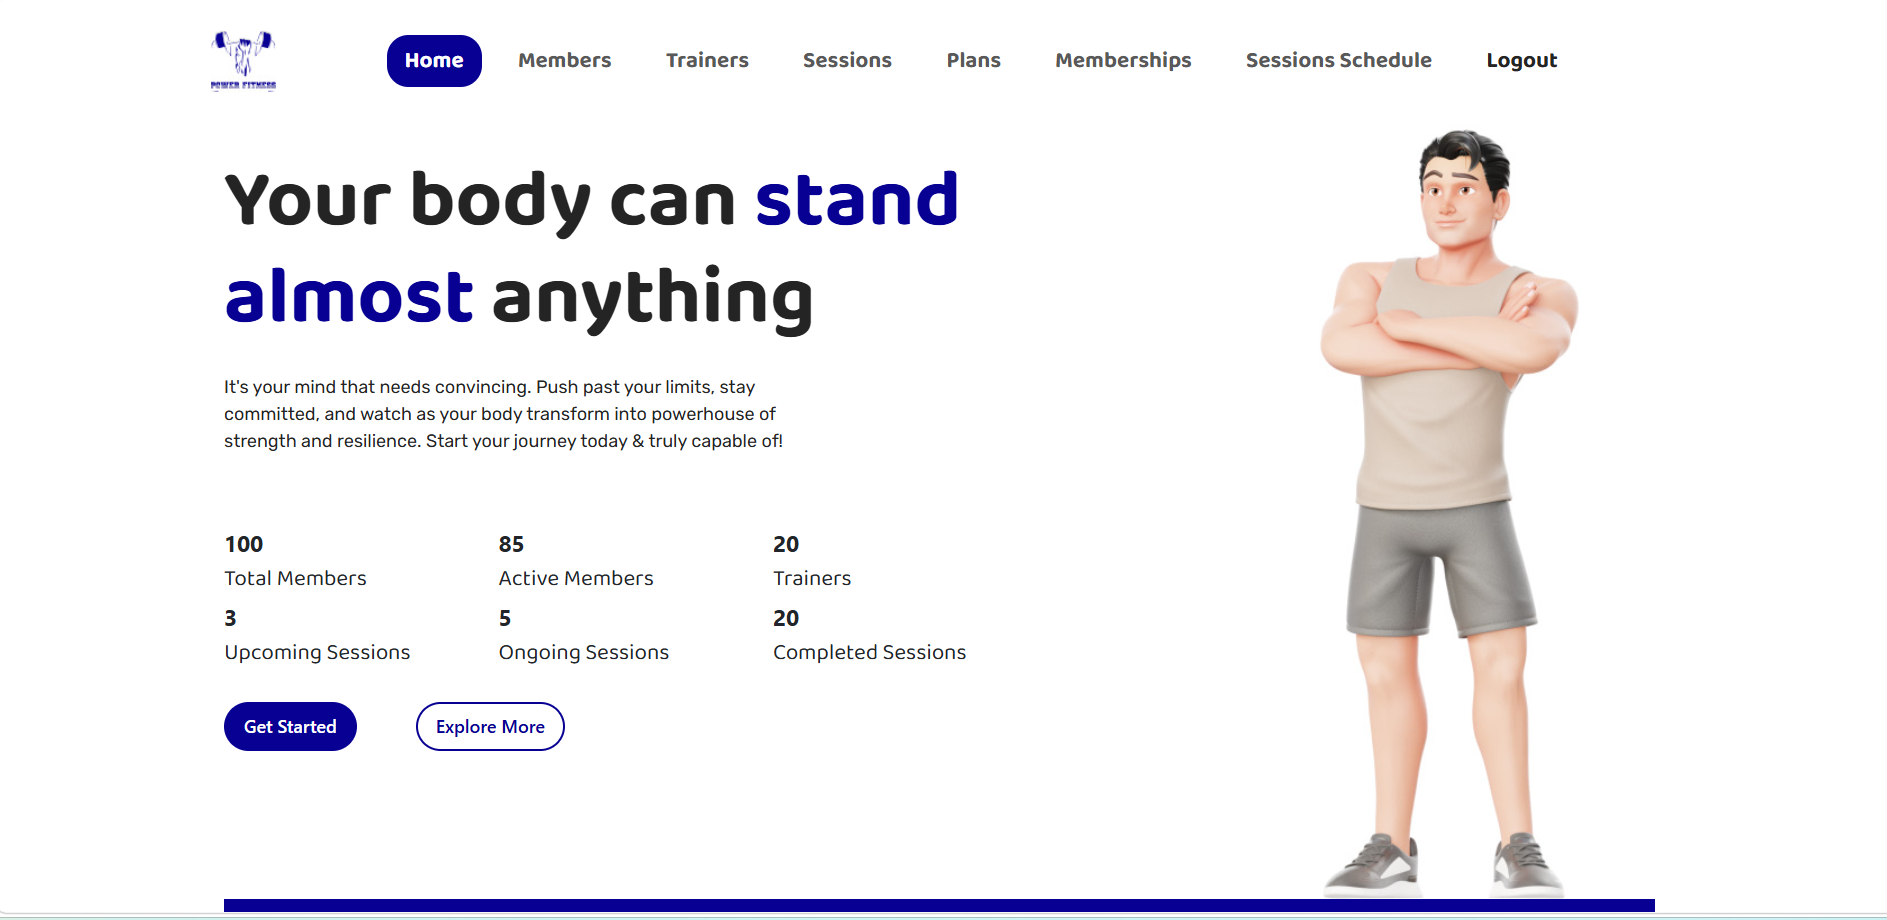 POWER FITNESS
Home Members Trainers Sessions Plans Memberships Sessions Schedule Logout
Your body can stand
almost anything
It's your mind that needs convincing. Push past your limits, stay
committed, and watch as your body transform into powerhouse of
strength and resilience. Start your journey today & truly capable of!
100 85 20
Total Members Active Members Trainers
3 5 20
Upcoming Sessions Ongoing Sessions Completed Sessions
Get Started Explore More